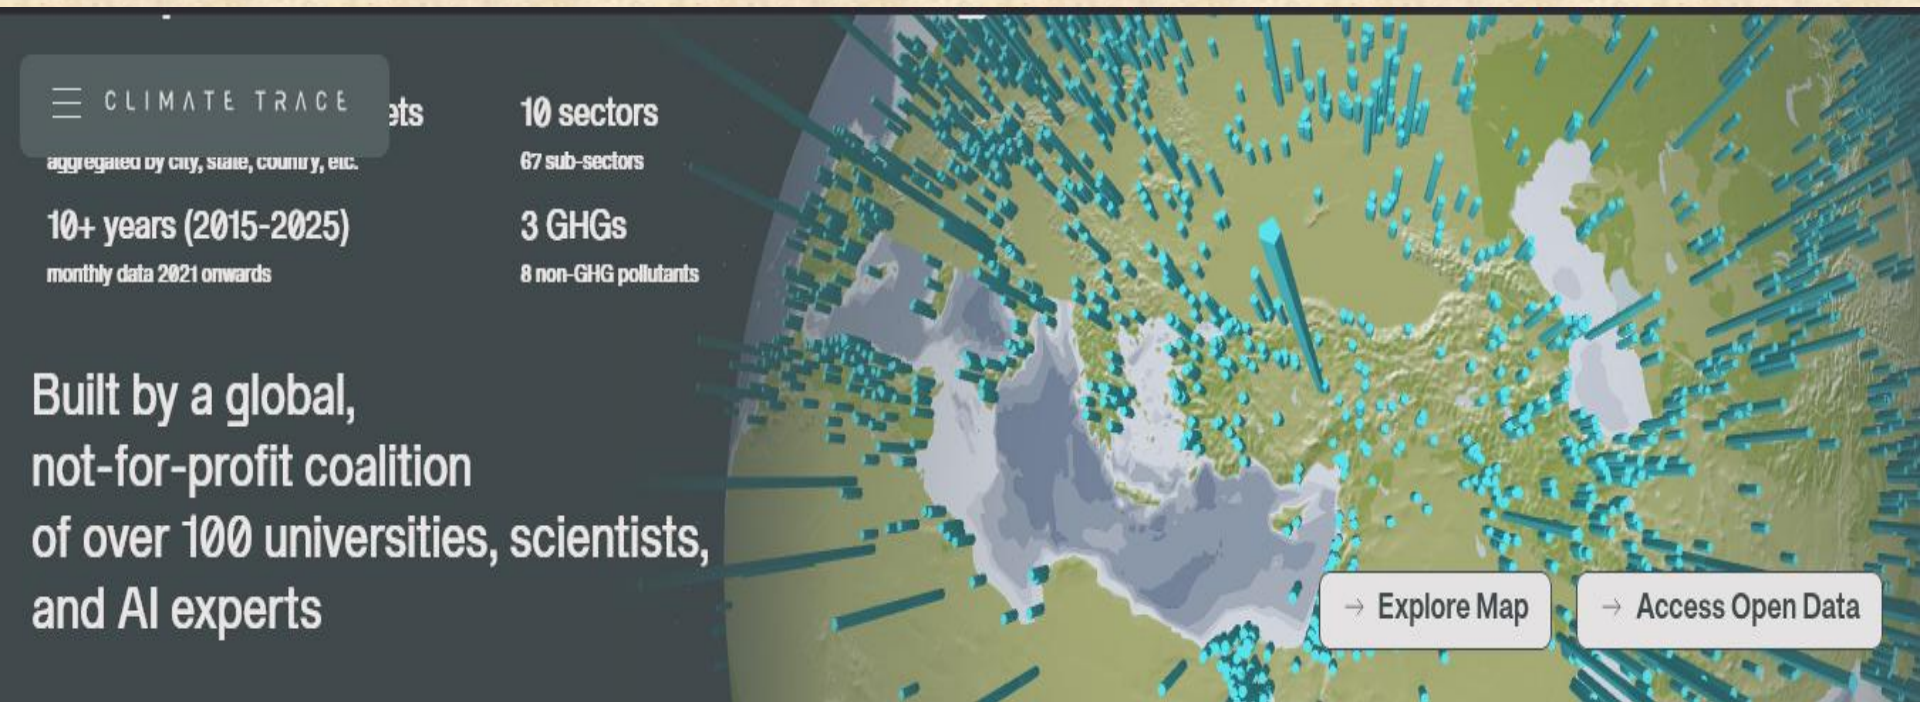 CLIMATE TRACE
10 sectors
aggregated by city, state, country, etc.
67 sub-sectors
10+ years (2015-2025)
3 GHGs
monthly data 2021 onwards
8 non-GHG pollutants
Built by a global,
not-for-profit coalition
of over 100 universities, scientists,
and AI experts
→ Explore Map
→ Access Open Data